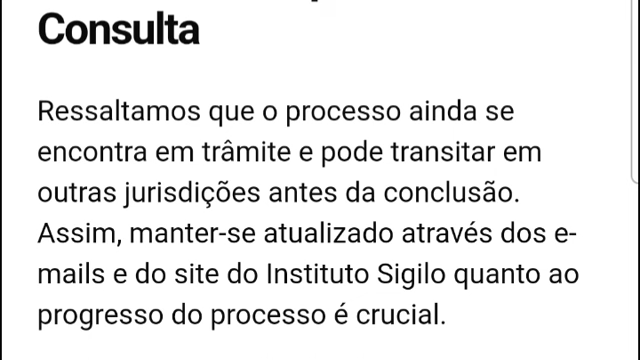 Consulta
Ressaltamos que o processo ainda se
encontra em trâmite e pode transitar em
outras jurisdições antes da conclusão.
Assim, manter-se atualizado através dos e-
mails e do site do Instituto Sigilo quanto ao
progresso do processo é crucial.